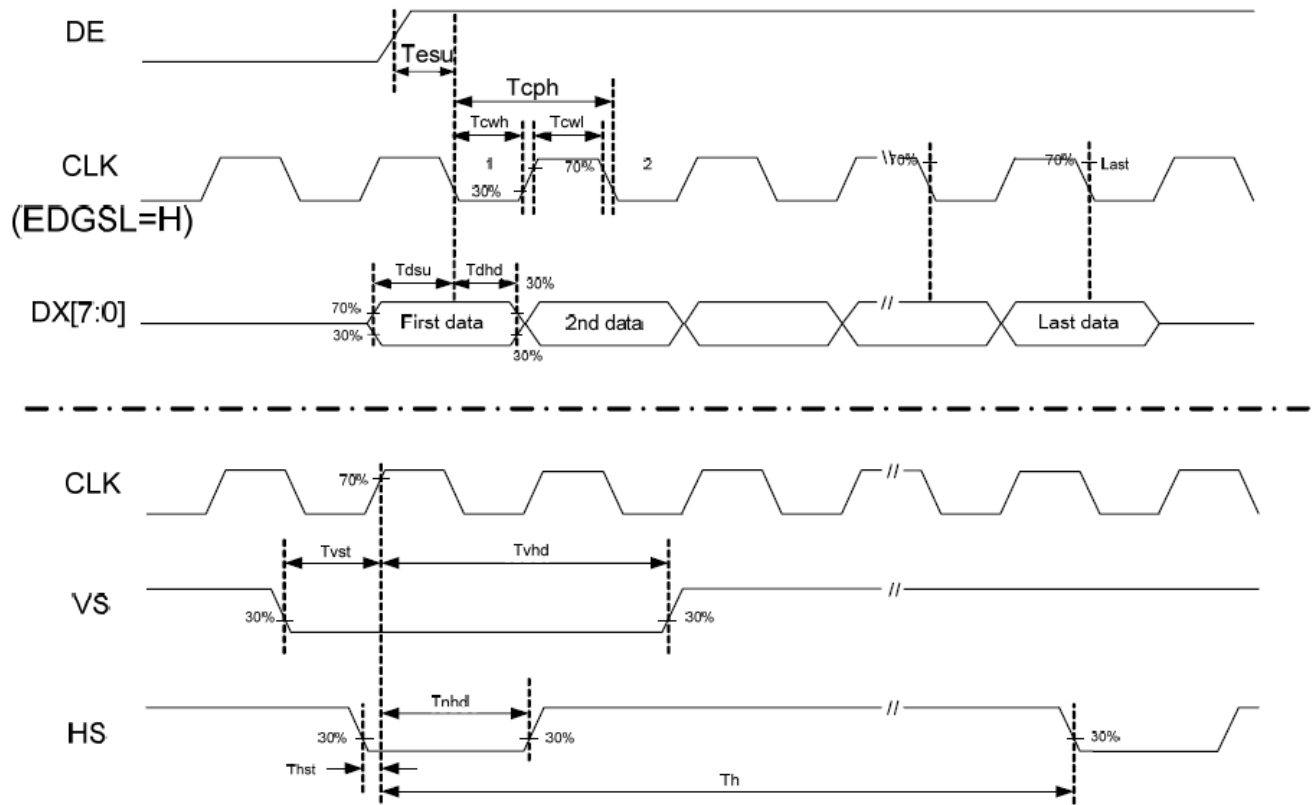 DE
Tesu
Tcph
Tcwh
Tcwl
CLK
(EDGSL=H)
1
30%
70%
2
70%
70%
Last
Tdsu
Tdhd
30%
DX[7:0]
70%
30%
First data
2nd data
//
Last data
30%
CLK
70%
//
Tvst
Tvhd
VS
30%
30%
//
HS
30%
30%
//
30%
Thst
Th